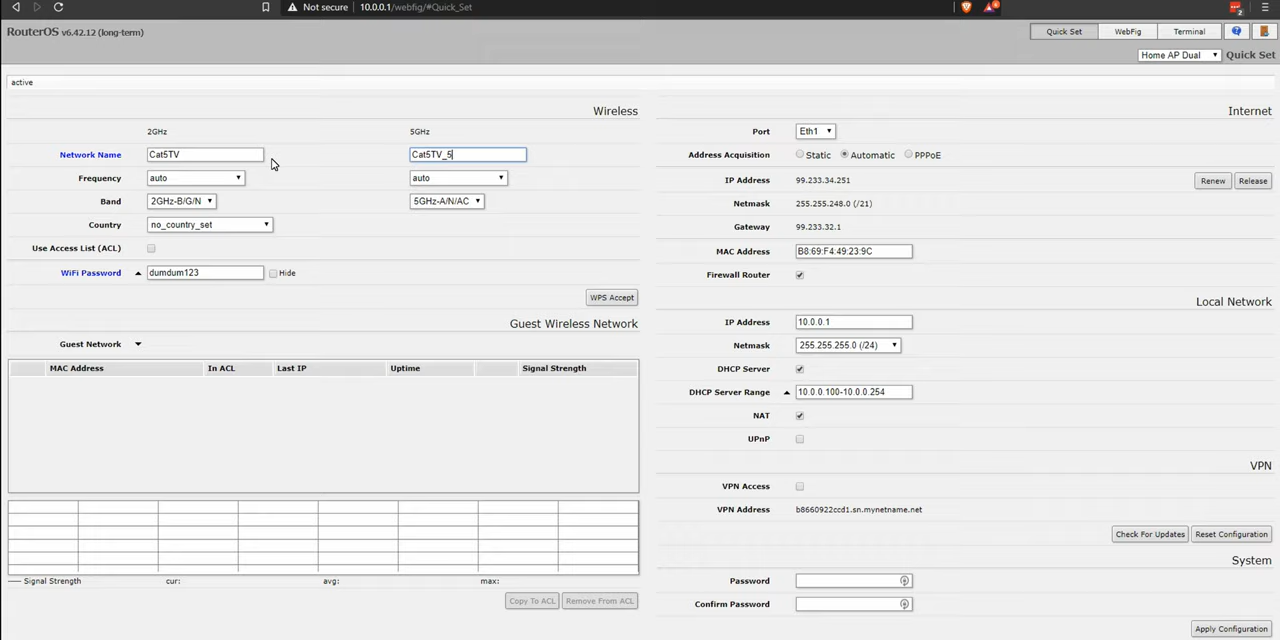 Not secure
10.0.0.1/webfig/#Quick_Set
2
RouterOS v6.42.12 (long-term)
Quick Set
WebFig
Terminal
Home AP Dual
Quick Set
active
Wireless
2GHz
5GHz
Network Name
Cat5TV
Cat5TV_5
Frequency
auto
auto
Band
2GHz-B/G/N
5GHz-A/N/AC
Country
no_country_set
Use Access List (ACL)
WiFi Password
dumdum123
Hide
WPS Accept
Guest Wireless Network
Guest Network
MAC Address
In ACL
Last IP
Uptime
Signal Strength
Signal Strength
cur:
avg:
max:
Copy To ACL
Remove From ACL
Internet
Port
Eth1
Address Acquisition
Static
Automatic
PPPoE
IP Address
99.233.34.251
Renew
Release
Netmask
255.255.248.0 (/21)
Gateway
99.233.32.1
MAC Address
B8:69:F4:49:23:9C
Firewall Router
Local Network
IP Address
10.0.0.1
Netmask
255.255.255.0 (/24)
DHCP Server
DHCP Server Range
10.0.0.100-10.0.0.254
NAT
UPnP
VPN
VPN Access
VPN Address
b8660922ccd1.sn.mynetname.net
Check For Updates
Reset Configuration
System
Password
Confirm Password
Apply Configuration